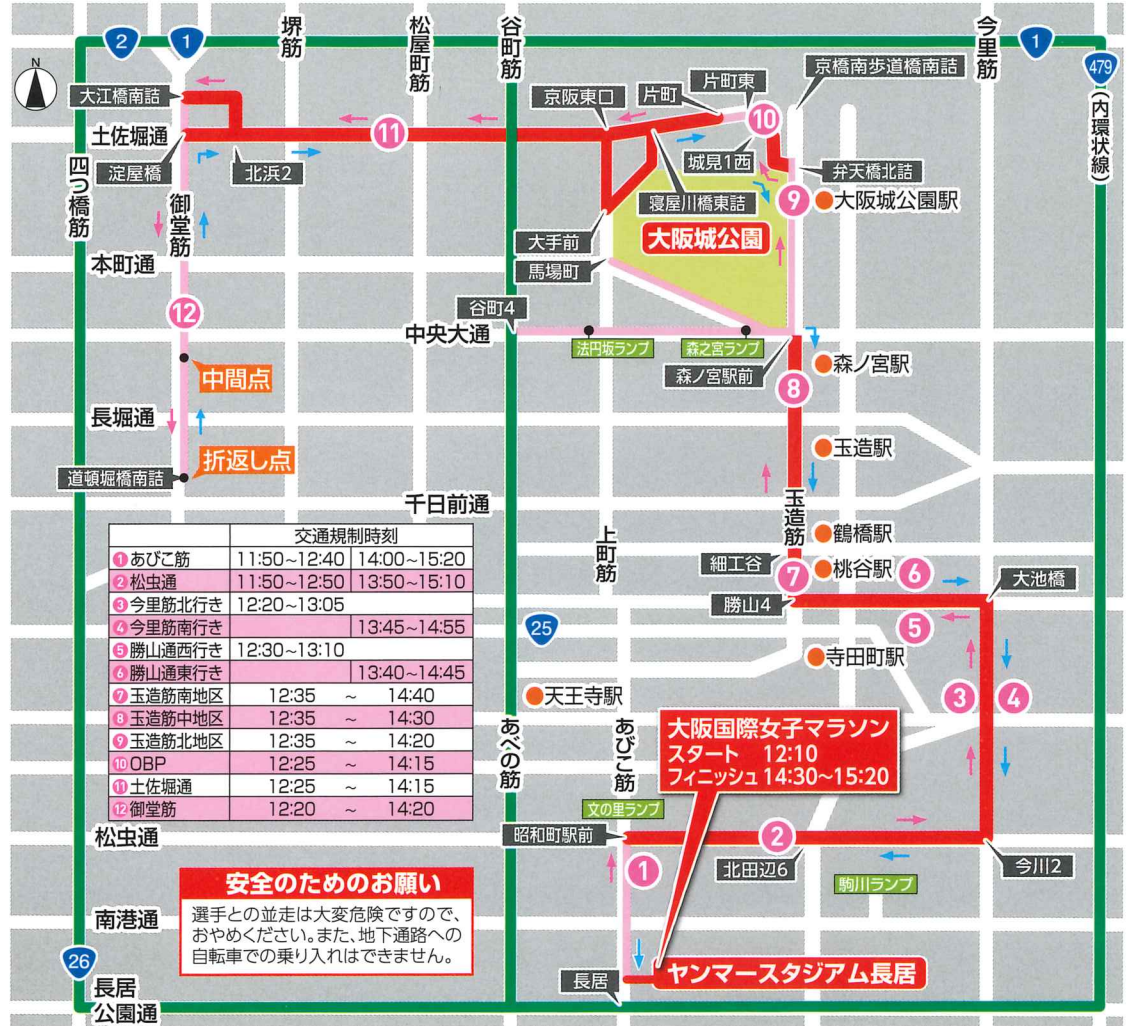 2
1
堺筋
松屋町筋
谷町筋
今里筋
1
479
(内環状線)
N
京橋南歩道橋南詰
大江橋南詰
京阪東口
片町
片町東
土佐堀通
11
10
城見1西
弁天橋北詰
淀屋橋
北浜2
四つ橋筋
御堂筋
寝屋川橋東詰
9
大阪城公園駅
大手前
大阪城公園
本町通
馬場町
12
谷町4
中央大通
法円坂ランプ
森之宮ランプ
森ノ宮駅前
森ノ宮駅
中間点
8
長堀通
玉造駅
折返し点
道頓堀橋南詰
千日前通
上町筋
玉造筋
鶴橋駅
細工谷
7
桃谷駅
6
大池橋
勝山4
5
25
寺田町駅
天王寺駅
3
4
あべの筋
あびこ筋
交通規制時刻
1 あびこ筋 11:50~12:40 14:00~15:20
2 松虫通 11:50~12:50 13:50~15:10
3 今里筋北行き 12:20~13:05
4 今里筋南行き 13:45~14:55
5 勝山通西行き 12:30~13:10
6 勝山通東行き 13:40~14:45
7 玉造筋南地区 12:35 ~ 14:40
8 玉造筋中地区 12:35 ~ 14:30
9 玉造筋北地区 12:35 ~ 14:20
10 OBP 12:25 ~ 14:15
11 土佐堀通 12:25 ~ 14:15
12 御堂筋 12:20 ~ 14:20
大阪国際女子マラソン
スタート 12:10
フィニッシュ 14:30~15:20
文の里ランプ
松虫通
昭和町駅前
2
1
北田辺6
今川2
駒川ランプ
安全のためのお願い
選手との並走は大変危険ですので、
おやめください。また、地下通路への
自転車での乗り入れはできません。
南港通
26
長居
公園通
長居
ヤンマースタジアム長居